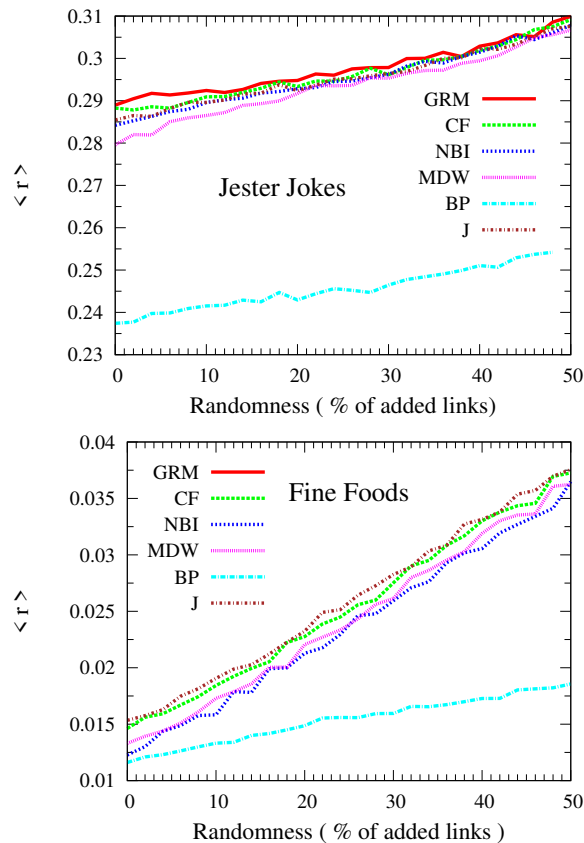 0.31
0.3
0.29
0.28
0.27
0.26
0.25
0.24
0.23
< r >
GRM
CF
NBI
MDW
BP
J
Jester Jokes
0 10 20 30 40 50
Randomness ( % of added links)
0.04
0.035
0.03
0.025
0.02
0.015
0.01
< r >
GRM
CF
NBI
MDW
BP
J
Fine Foods
0 10 20 30 40 50
Randomness ( % of added links )